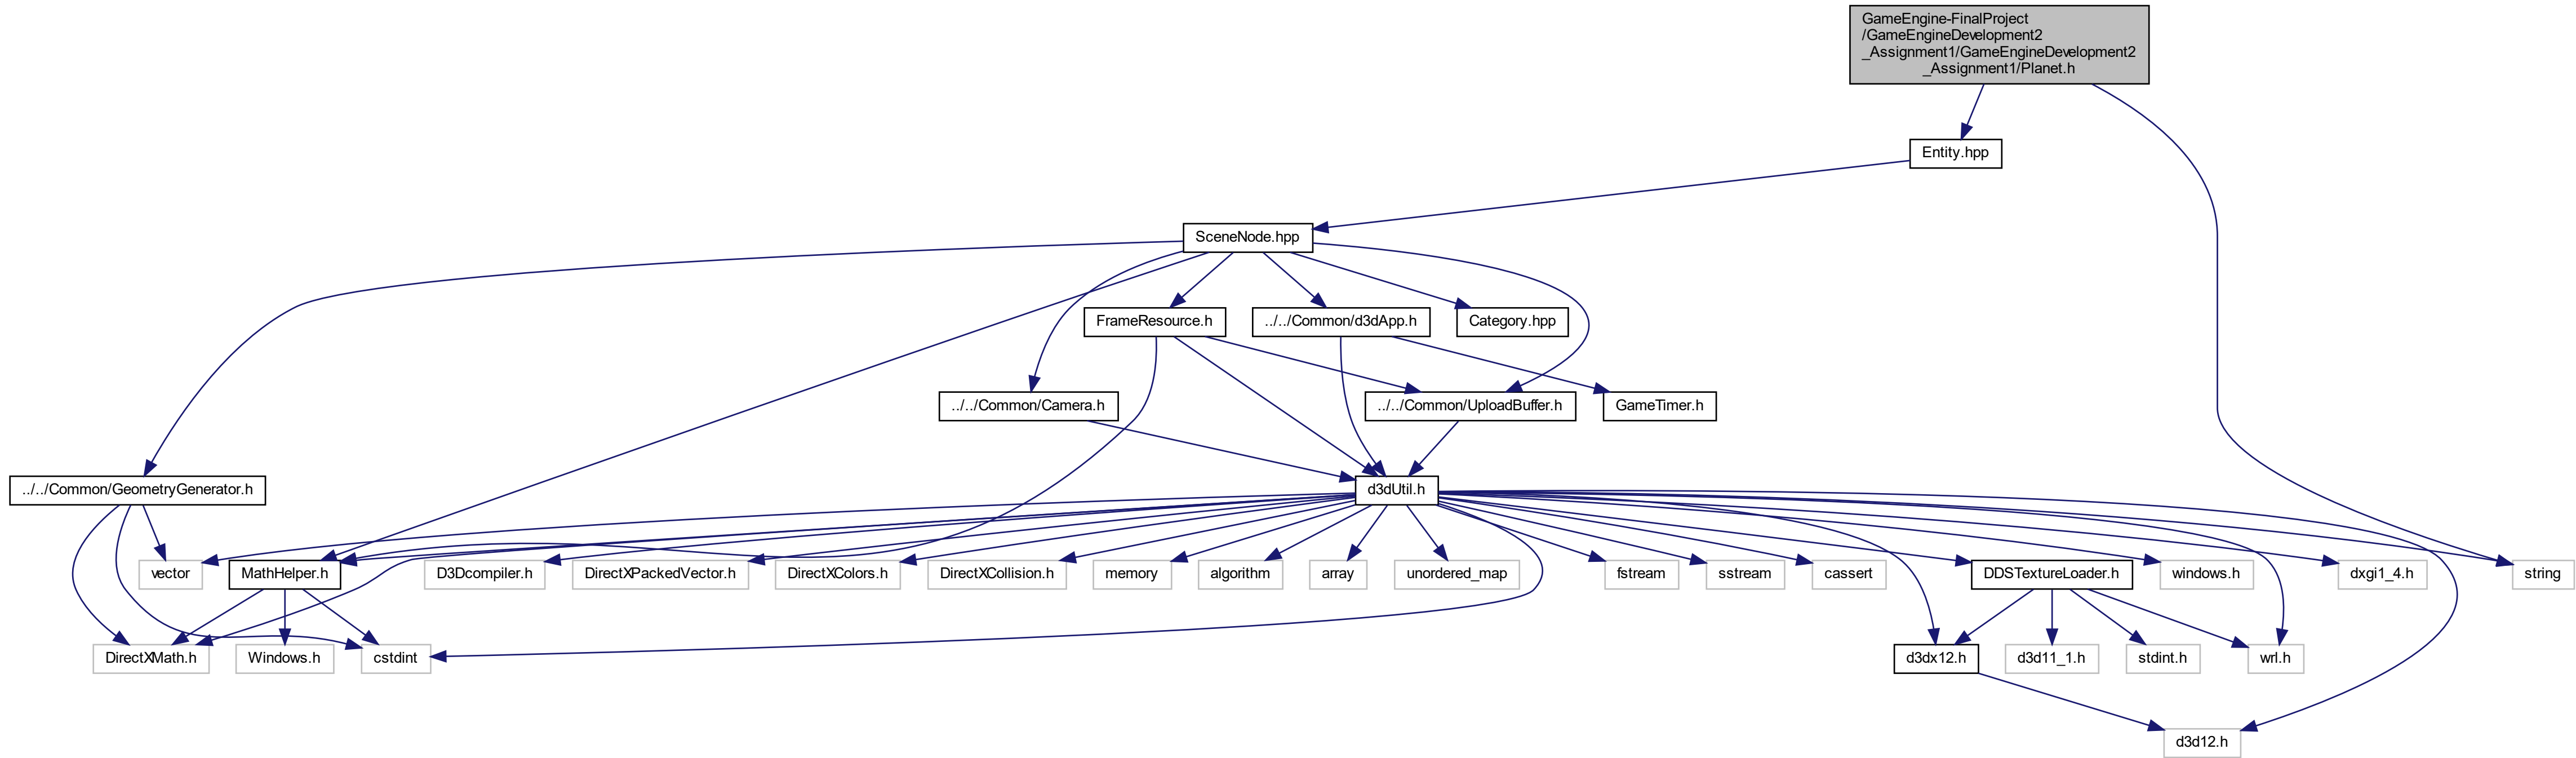 GameEngine-FinalProject
/GameEngineDevelopment2
_Assignment1/GameEngineDevelopment2
_Assignment1/Planet.h
Entity.hpp
SceneNode.hpp
FrameResource.h
../../Common/d3dApp.h
Category.hpp
../../Common/Camera.h
../../Common/UploadBuffer.h
GameTimer.h
../../Common/GeometryGenerator.h
d3dUtil.h
vector
MathHelper.h
D3Dcompiler.h
DirectXPackedVector.h
DirectXColors.h
DirectXCollision.h
memory
algorithm
array
unordered_map
fstream
sstream
cassert
DDSTextureLoader.h
windows.h
dxgi1_4.h
string
DirectXMath.h
Windows.h
cstdint
d3dx12.h
d3d11_1.h
stdint.h
wrl.h
d3d12.h